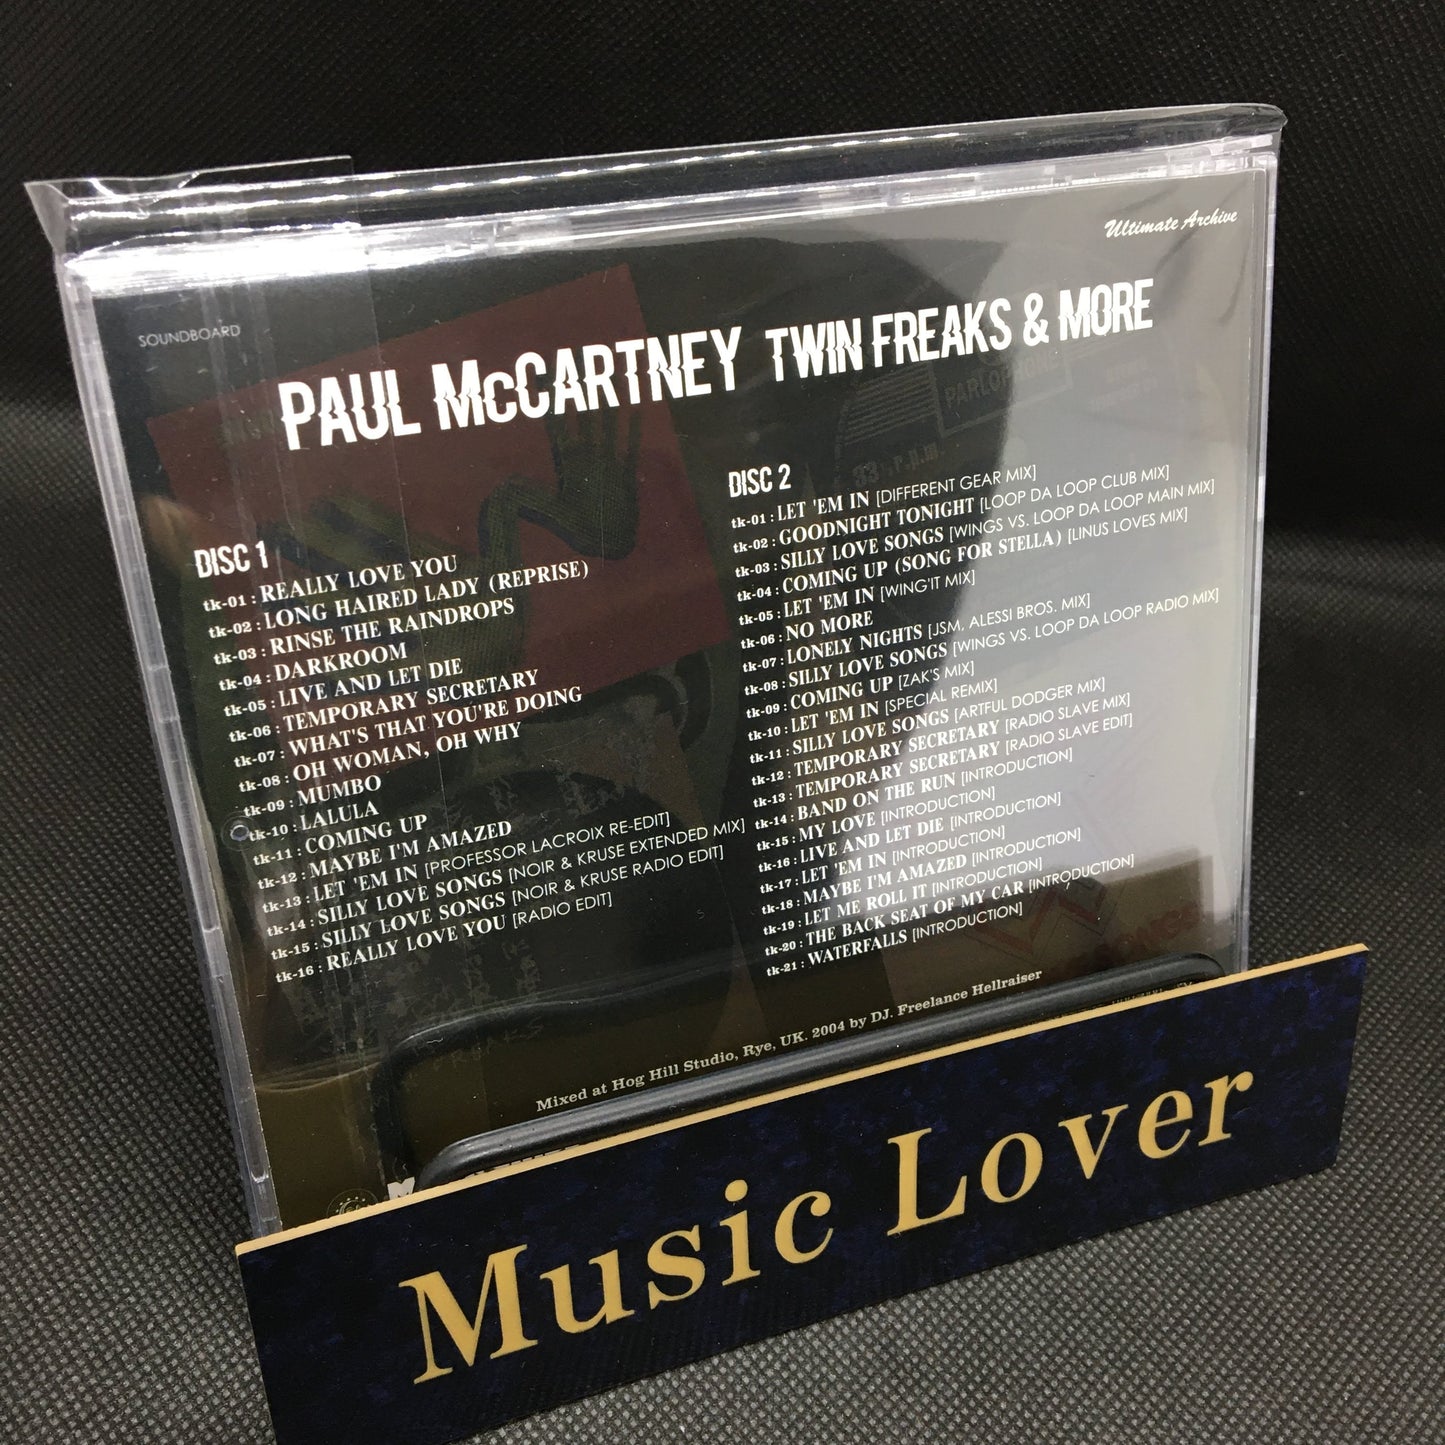 Ultimate Archive
SOUNDBOARD
PAUL McCARTNEY TWIN FREAKS & MORE
DISC 1
tk-01 : REALLY LOVE YOU
tk-02 : LONG HAIRED LADY (REPRISE)
tk-03 : RINSE THE RAINDROPS
tk-04 : DARKROOM
tk-05 : LIVE AND LET DIE
tk-06 : TEMPORARY SECRETARY
tk-07 : WHAT'S THAT YOU'RE DOING
tk-08 : OH WOMAN, OH WHY
tk-09 : MUMBO
tk-10 : LALULA
tk-11 : COMING UP
tk-12 : MAYBE I'M AMAZED
tk-13 : LET 'EM IN [PROFESSOR LACROIX RE-EDIT]
tk-14 : SILLY LOVE SONGS [NOIR & KRUSE EXTENDED MIX]
tk-15 : SILLY LOVE SONGS [NOIR & KRUSE RADIO EDIT]
tk-16 : REALLY LOVE YOU [RADIO EDIT]
DISC 2
tk-01 : LET 'EM IN [DIFFERENT GEAR MIX]
tk-02 : GOODNIGHT TONIGHT [LOOP DA LOOP CLUB MIX]
tk-03 : SILLY LOVE SONGS [WINGS VS. LOOP DA LOOP MAIN MIX]
tk-04 : COMING UP (SONG FOR STELLA) [LINUS LOVES MIX]
tk-05 : LET 'EM IN [WING'IT MIX]
tk-06 : NO MORE
tk-07 : LONELY NIGHTS [JSM, ALESSI BROS. MIX]
tk-08 : SILLY LOVE SONGS [WINGS VS. LOOP DA LOOP RADIO MIX]
tk-09 : COMING UP [ZAK'S MIX]
tk-10 : LET 'EM IN [SPECIAL REMIX]
tk-11 : SILLY LOVE SONGS [ARTFUL DODGER MIX]
tk-12 : TEMPORARY SECRETARY [RADIO SLAVE MIX]
tk-13 : TEMPORARY SECRETARY [RADIO SLAVE EDIT]
tk-14 : BAND ON THE RUN [INTRODUCTION]
tk-15 : MY LOVE [INTRODUCTION]
tk-16 : LIVE AND LET DIE [INTRODUCTION]
tk-17 : LET 'EM IN [INTRODUCTION]
tk-18 : MAYBE I'M AMAZED [INTRODUCTION]
tk-19 : LET ME ROLL IT [INTRODUCTION]
tk-20 : THE BACK SEAT OF MY CAR [INTRODUCTION]
tk-21 : WATERFALLS [INTRODUCTION]
PARLOPHONE
33⅓ r.p.m.
Mixed at Hog Hill Studio, Rye, UK. 2004 by DJ. Freelance Hellraiser
Music Lover